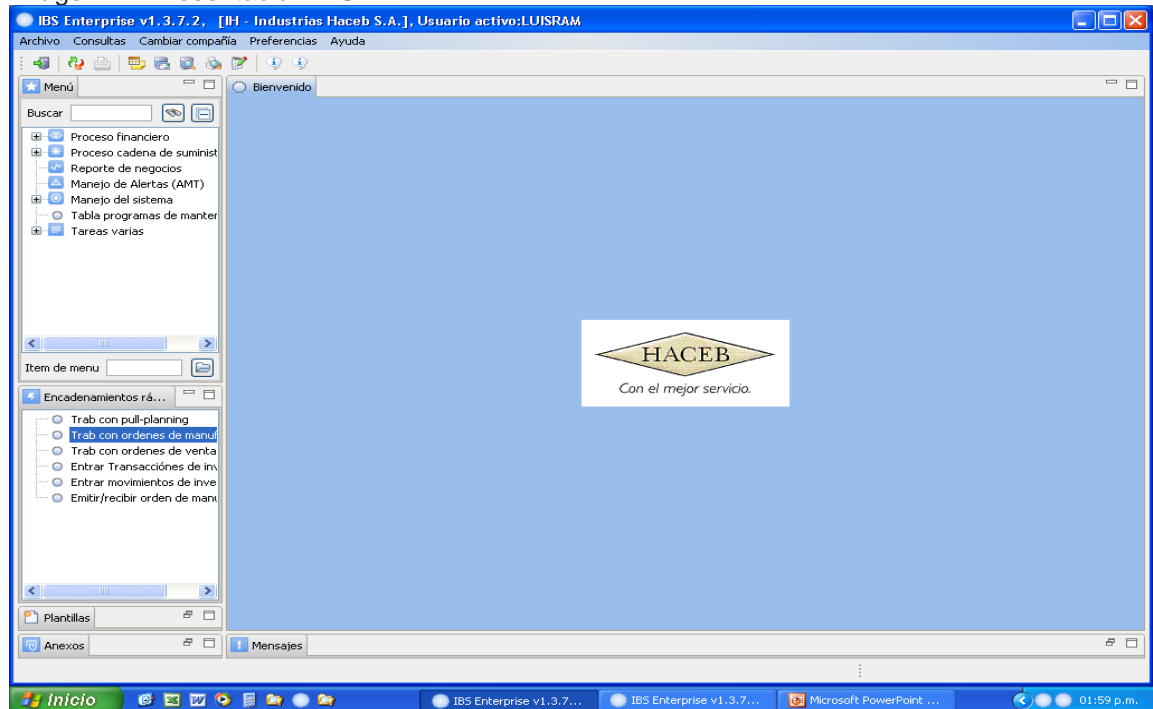 IBS Enterprise v1.3.7.2, [IH - Industrias Haceb S.A.], Usuario activo:LUISRAM
Archivo Consultas Cambiar compañía Preferencias Ayuda
Menú
Bienvenido
Buscar
Proceso financiero
Proceso cadena de suminist
Reporte de negocios
Manejo de Alertas (AMT)
Manejo del sistema
Tabla programas de manter
Tareas varias
Item de menu
HACEB
Con el mejor servicio.
Encadenamientos rá...
Trab con pull-planning
Trab con ordenes de manuf
Trab con ordenes de venta
Entrar Transacciónes de inv
Entrar movimientos de inve
Emitir/recibir orden de manu
Plantillas
Anexos
Mensajes
Inicio
IBS Enterprise v1.3.7...
IBS Enterprise v1.3.7...
Microsoft PowerPoint ...
01:59 p.m.